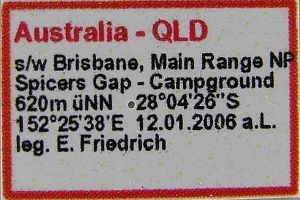 Australia - QLD
s/w Brisbane, Main Range NP
Spicers Gap - Campground
620m üNN 28°04'26"S
152°25'38'E 12.01.2006 a.L.
leg. E. Friedrich